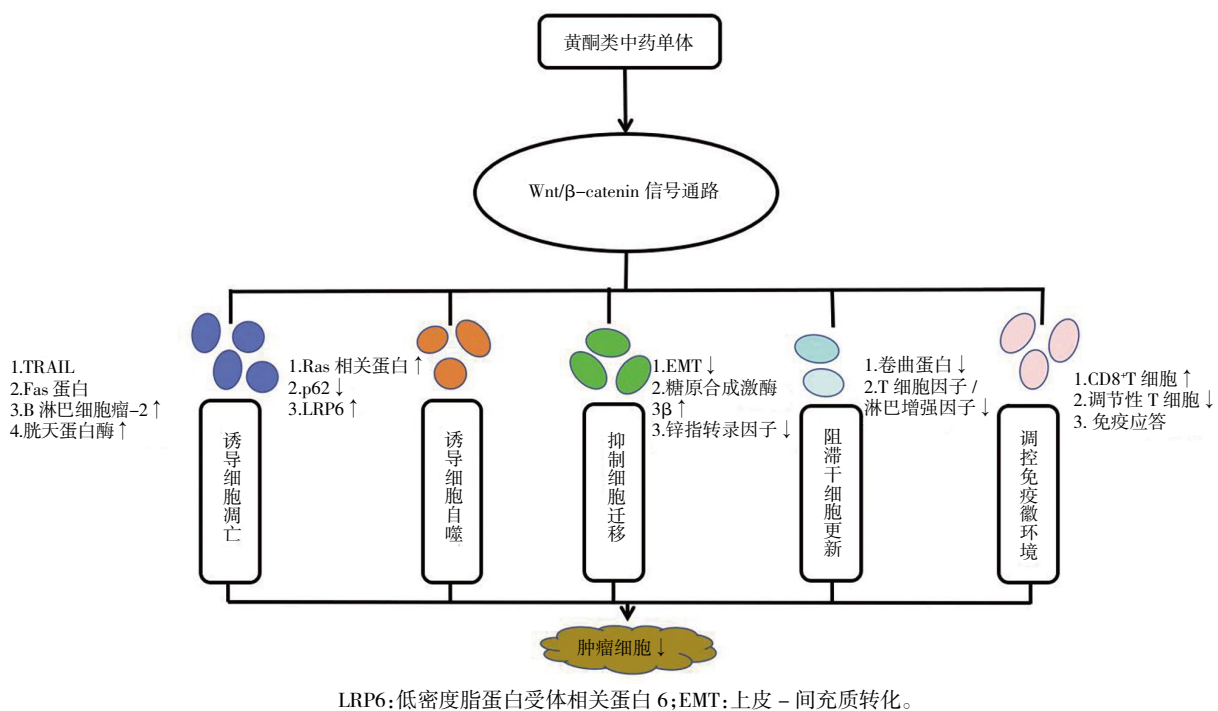 黄酮类中药单体
Wnt/β-catenin 信号通路
1.TRAIL
2.Fas 蛋白
3.B 淋巴细胞瘤-2↑
4.胱天蛋白酶↑
诱导细胞凋亡
1.Ras 相关蛋白↑
2.p62↓
3.LRP6↑
诱导细胞自噬
1.EMT↓
2.糖原合成激酶
3β↑
3.锌指转录因子↓
抑制细胞迁移
1.卷曲蛋白↓
2.T 细胞因子/
淋巴增强因子↓
阻滞干细胞更新
1.CD8⁺T 细胞↑
2.调节性 T 细胞↓
3. 免疫应答
调控免疫徽环境
肿瘤细胞↓
LRP6:低密度脂蛋白受体相关蛋白 6;EMT:上皮-间充质转化。